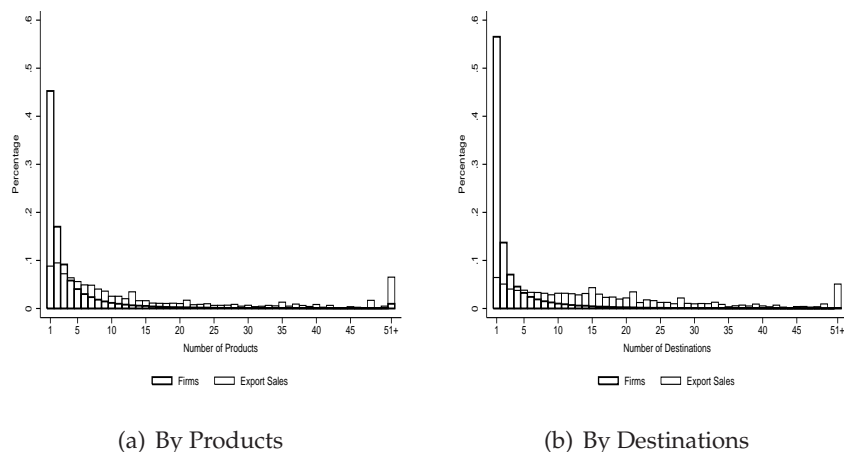 .6
.5
.4
.3
.2
.1
0
Percentage
1 5 10 15 20 25 30 35 40 45 51+
Number of Products
Firms Export Sales
(a) By Products
.6
.5
.4
.3
.2
.1
0
Percentage
1 5 10 15 20 25 30 35 40 45 51+
Number of Destinations
Firms Export Sales
(b) By Destinations